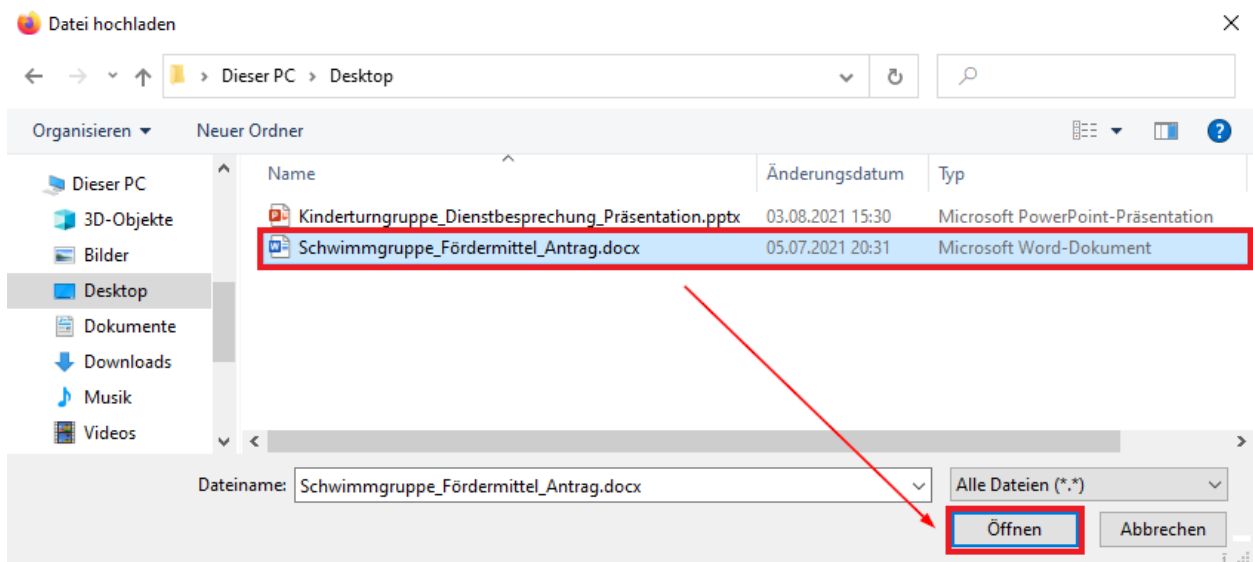 Datei hochladen
Dieser PC > Desktop
Organisieren Neuer Ordner
Name Änderungsdatum Typ
Dieser PC
3D-Objekte
Bilder
Desktop
Dokumente
Downloads
Musik
Videos
Kinderturngruppe_Dienstbesprechung_Präsentation.pptx 03.08.2021 15:30 Microsoft PowerPoint-Präsentation
Schwimmgruppe_Fördermittel_Antrag.docx 05.07.2021 20:31 Microsoft Word-Dokument
Dateiname: Schwimmgruppe_Fördermittel_Antrag.docx Alle Dateien (*.*)
Öffnen Abbrechen